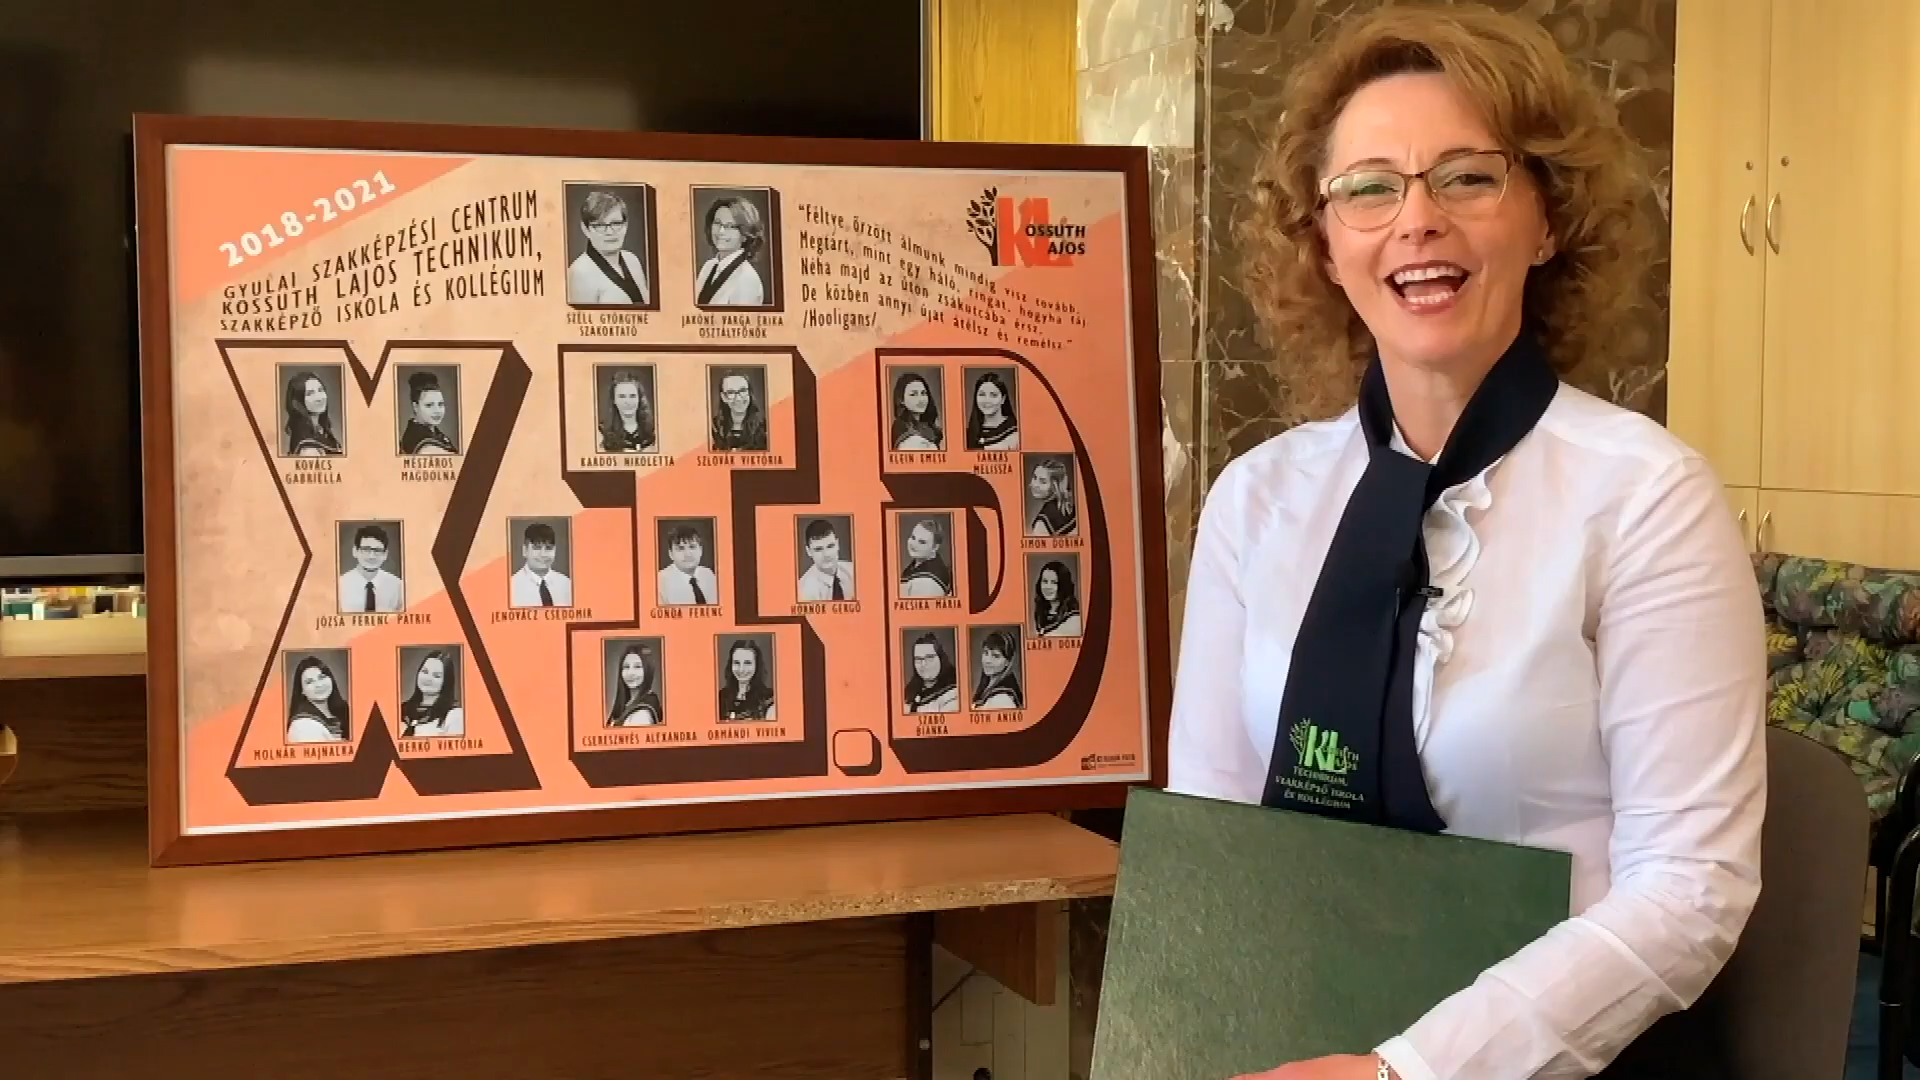 2018-2021
GYULAI SZAKKÉPZÉSI CENTRUM
KOSSUTH LAJOS TECHNIKUM,
SZAKKÉPZŐ ISKOLA ÉS KOLLÉGIUM
SZÉLL GYÖRGYNÉ
SZAKOKTATÓ
JAKÓNÉ VARGA ERIKA
OSZTÁLYFŐNÖK
"Féltve őrzött álmunk mindig visz tovább,
Megtart, mint egy háló, ringat, hogyha fáj
Néha majd az úton zsákutcába érsz,
De közben annyi újat átélsz és remélsz."
/Hooligans/
KOSSUTH
LAJOS
KOVÁCS
GABRIELLA
MÉSZÁROS
MAGDOLNA
KARDOS NIKOLETTA
SZLOVÁK VIKTÓRIA
KLEIN EMESE
FARKAS
MELISSZA
SIMON DORINA
JÓZSA FERENC PATRIK
JENOVÁCZ CSEDOMIR
GONDA FERENC
HORNOK GERGŐ
PACSIKA MÁRIA
LÁZÁR DÓRA
MOLNÁR HAJNALKA
BERKÓ VIKTÓRIA
CSERESZNYÉS ALEXANDRA
ORMÁNDI VIVIEN
SZABÓ
BIANKA
TÓTH ANIKÓ
XII.D
KOSSUTH
LAJOS
TECHNIKUM,
SZAKKÉPZŐ ISKOLA
ÉS KOLLÉGIUM